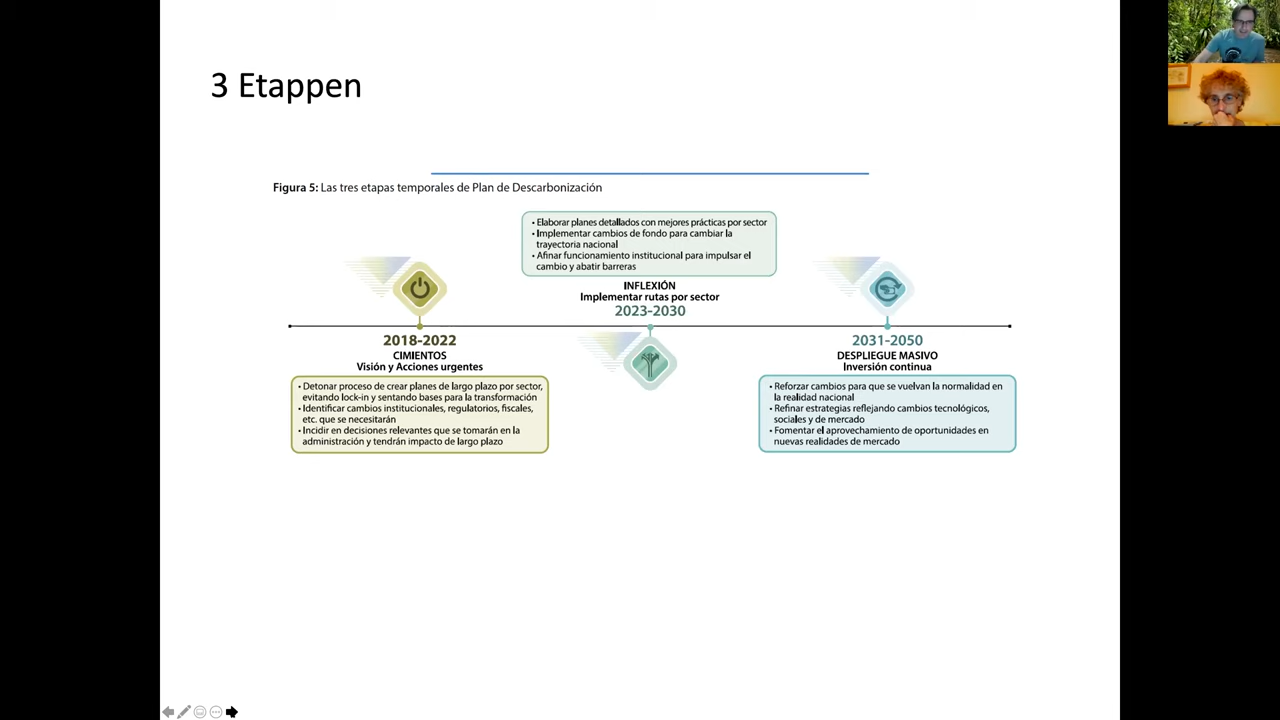 3 Etappen
Figura 5: Las tres etapas temporales de Plan de Descarbonización
• Elaborar planes detallados con mejores prácticas por sector
• Implementar cambios de fondo para cambiar la
trayectoria nacional
• Afinar funcionamiento institucional para impulsar el
cambio y abatir barreras
INFLEXIÓN
Implementar rutas por sector
2023-2030
2018-2022
CIMIENTOS
Visión y Acciones urgentes
• Detonar proceso de crear planes de largo plazo por sector,
evitando lock-in y sentando bases para la transformación
• Identificar cambios institucionales, regulatorios, fiscales,
etc. que se necesitarán
• Incidir en decisiones relevantes que se tomarán en la
administración y tendrán impacto de largo plazo
2031-2050
DESPLIEGUE MASIVO
Inversión continua
• Reforzar cambios para que se vuelvan la normalidad en
la realidad nacional
• Refinar estrategias reflejando cambios tecnológicos,
sociales y de mercado
• Fomentar el aprovechamiento de oportunidades en
nuevas realidades de mercado